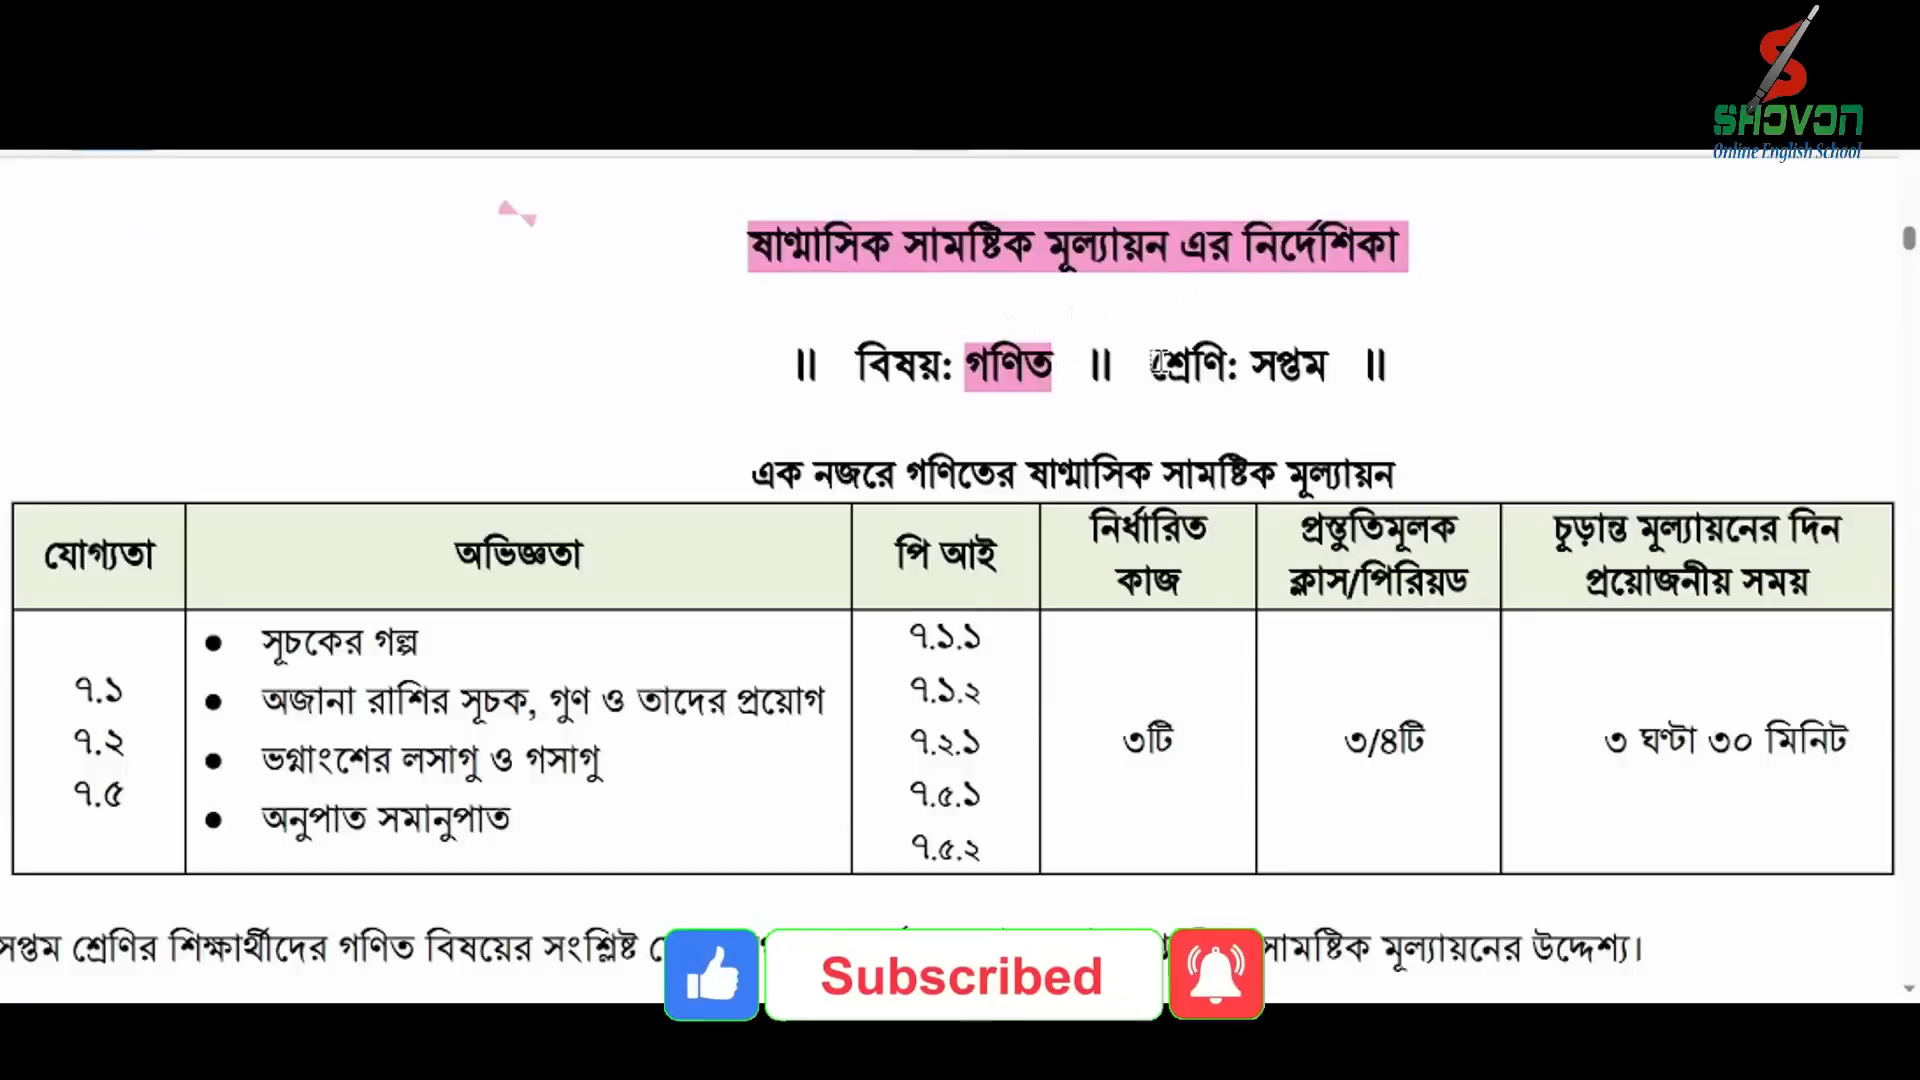 SHOVON
Online English School
ষাণ্মাসিক সামষ্টিক মূল্যায়ন এর নির্দেশিকা
॥ বিষয়: গণিত ॥ শ্রেণি: সপ্তম ॥
এক নজরে গণিতের ষাণ্মাসিক সামষ্টিক মূল্যায়ন
যোগ্যতা
অভিজ্ঞতা
পি আই
নির্ধারিত
কাজ
প্রস্তুতিমূলক
ক্লাস/পিরিয়ড
চূড়ান্ত মূল্যায়নের দিন
প্রয়োজনীয় সময়
৭.১
৭.২
৭.৫
● সূচকের গল্প
● অজানা রাশির সূচক, গুণ ও তাদের প্রয়োগ
● ভগ্নাংশের লসাগু ও গসাগু
● অনুপাত সমানুপাত
৭.১.১
৭.১.২
৭.২.১
৭.৫.১
৭.৫.২
৩টি
৩/৪টি
৩ ঘণ্টা ৩০ মিনিট
সপ্তম শ্রেণির শিক্ষার্থীদের গণিত বিষয়ের সংশ্লিষ্ট সামষ্টিক মূল্যায়নের উদ্দেশ্য।
Subscribed